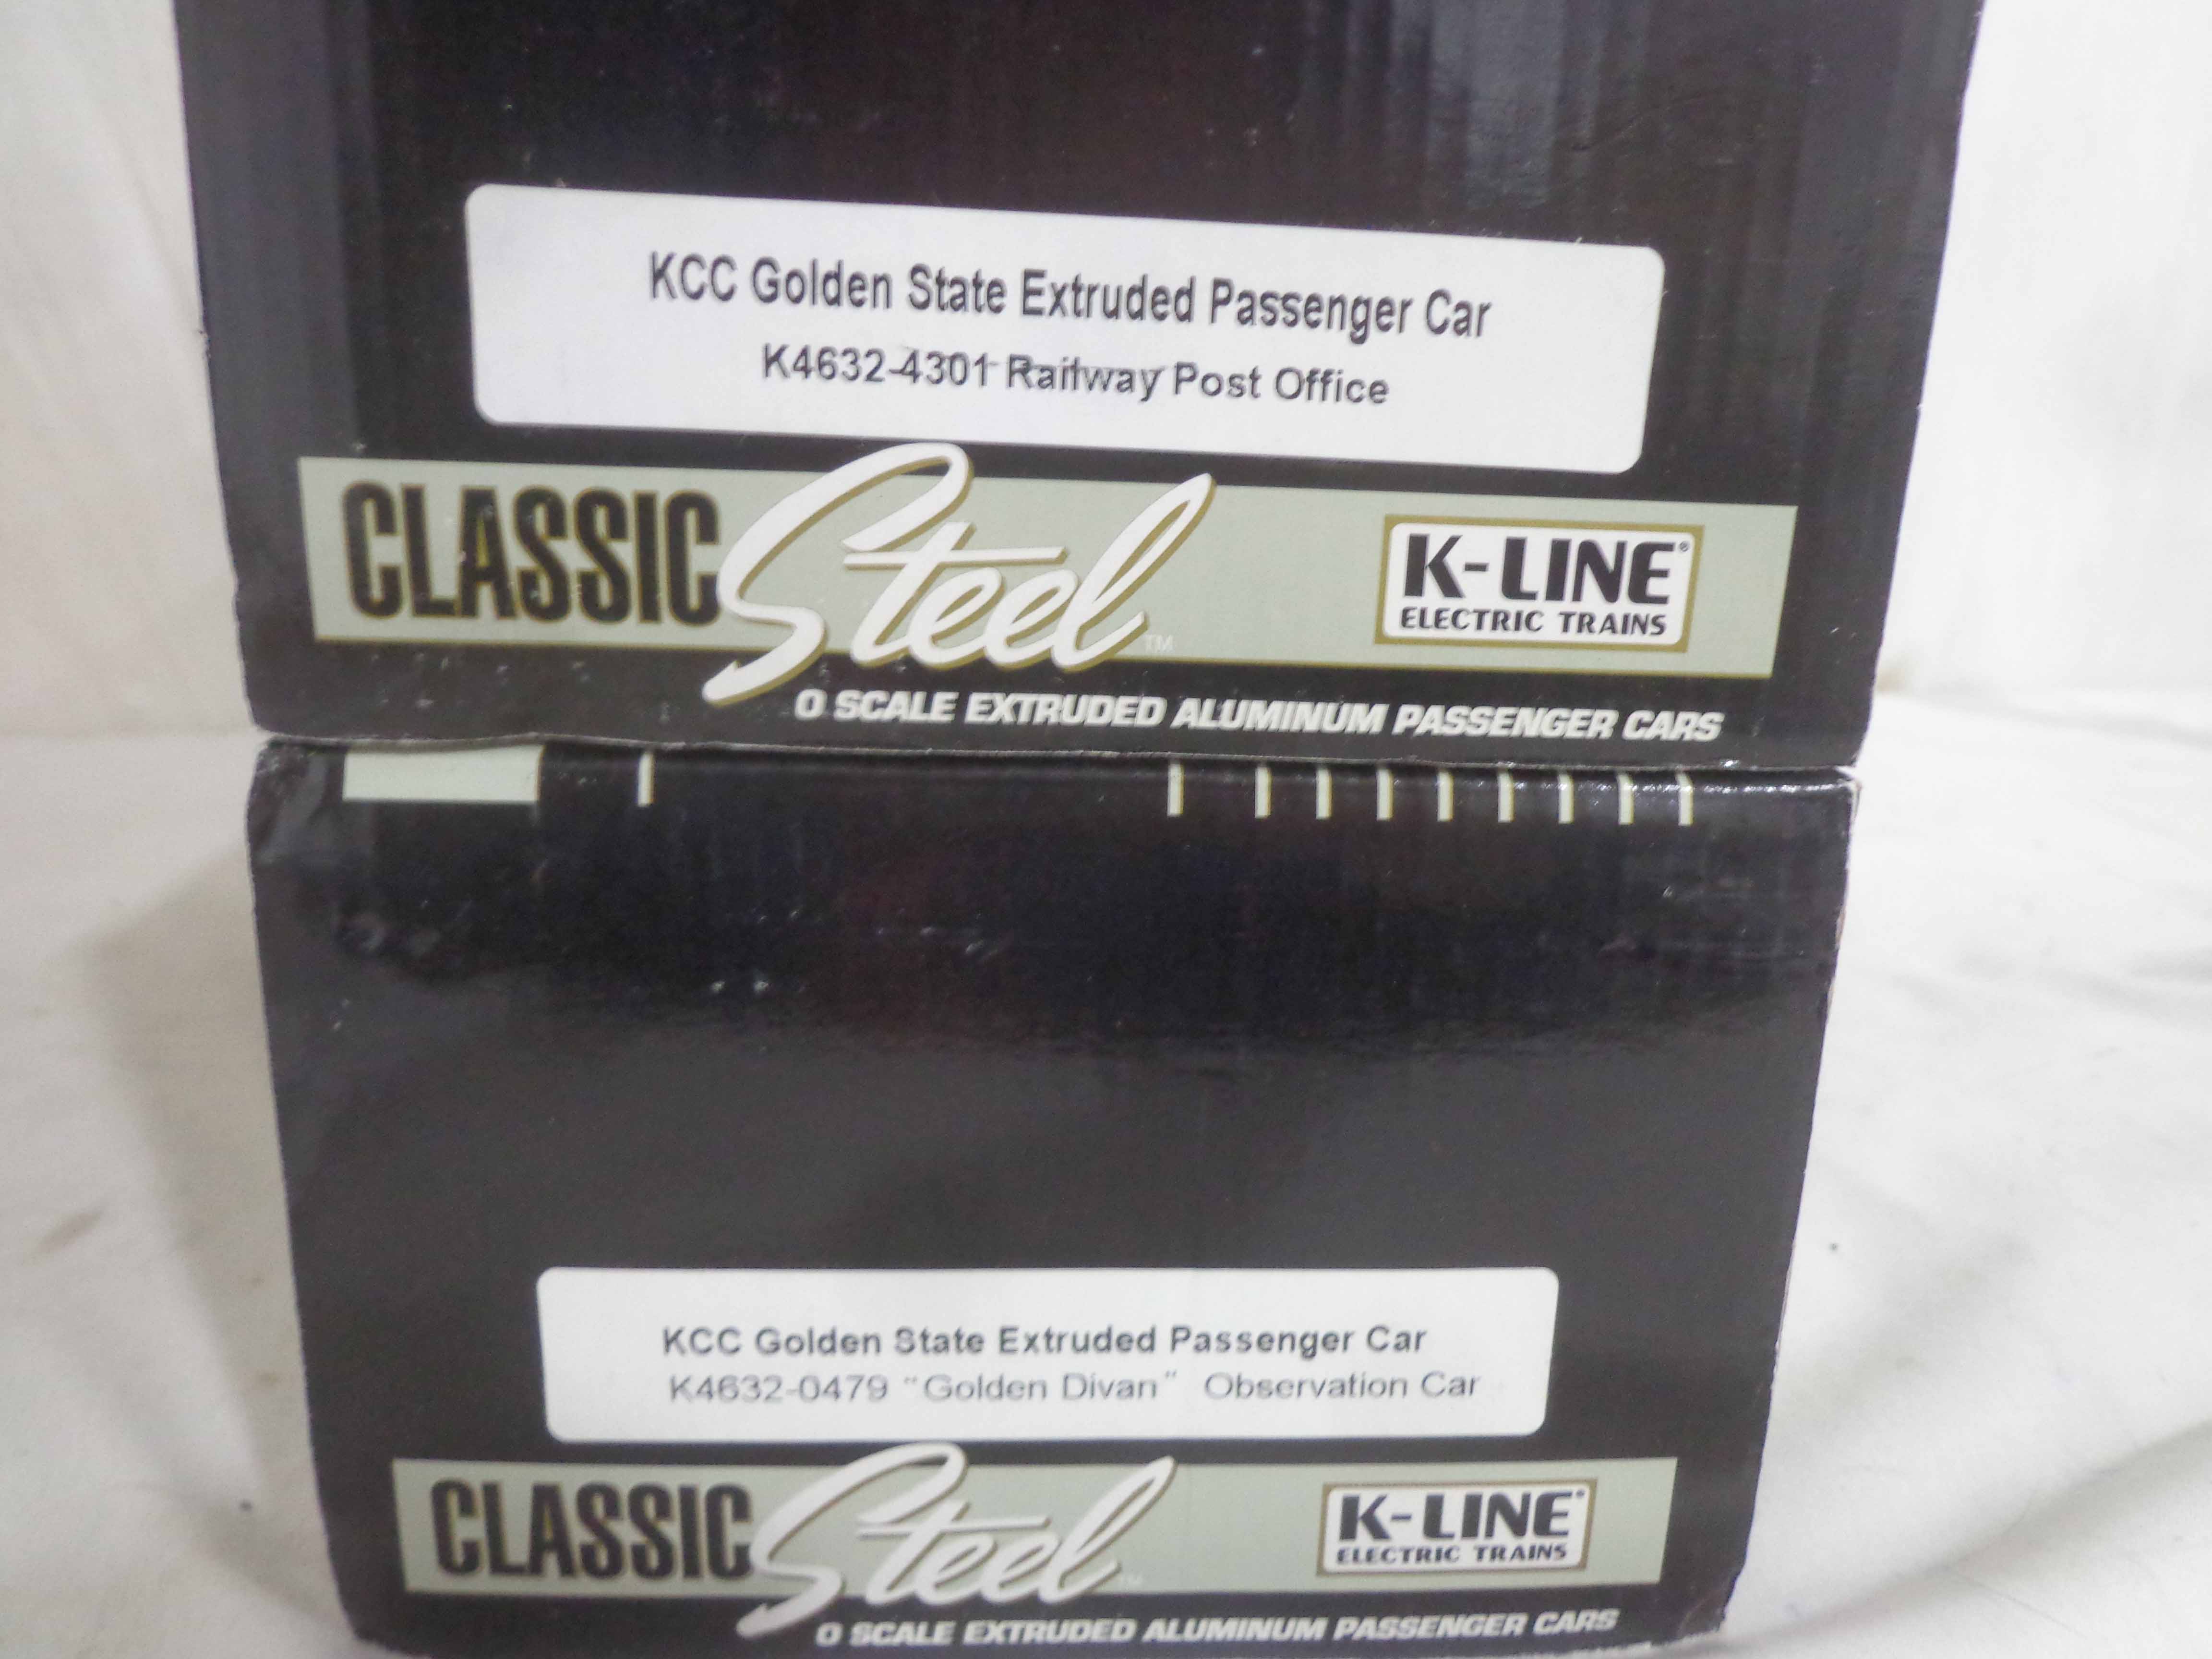 KCC Golden State Extruded Passenger Car
K4632-4301 Railway Post Office
CLASSIC Steel™
K-LINE®
ELECTRIC TRAINS
O SCALE EXTRUDED ALUMINUM PASSENGER CARS
KCC Golden State Extruded Passenger Car
K4632-0479 "Golden Divan" Observation Car
CLASSIC Steel™
K-LINE®
ELECTRIC TRAINS
O SCALE EXTRUDED ALUMINUM PASSENGER CARS